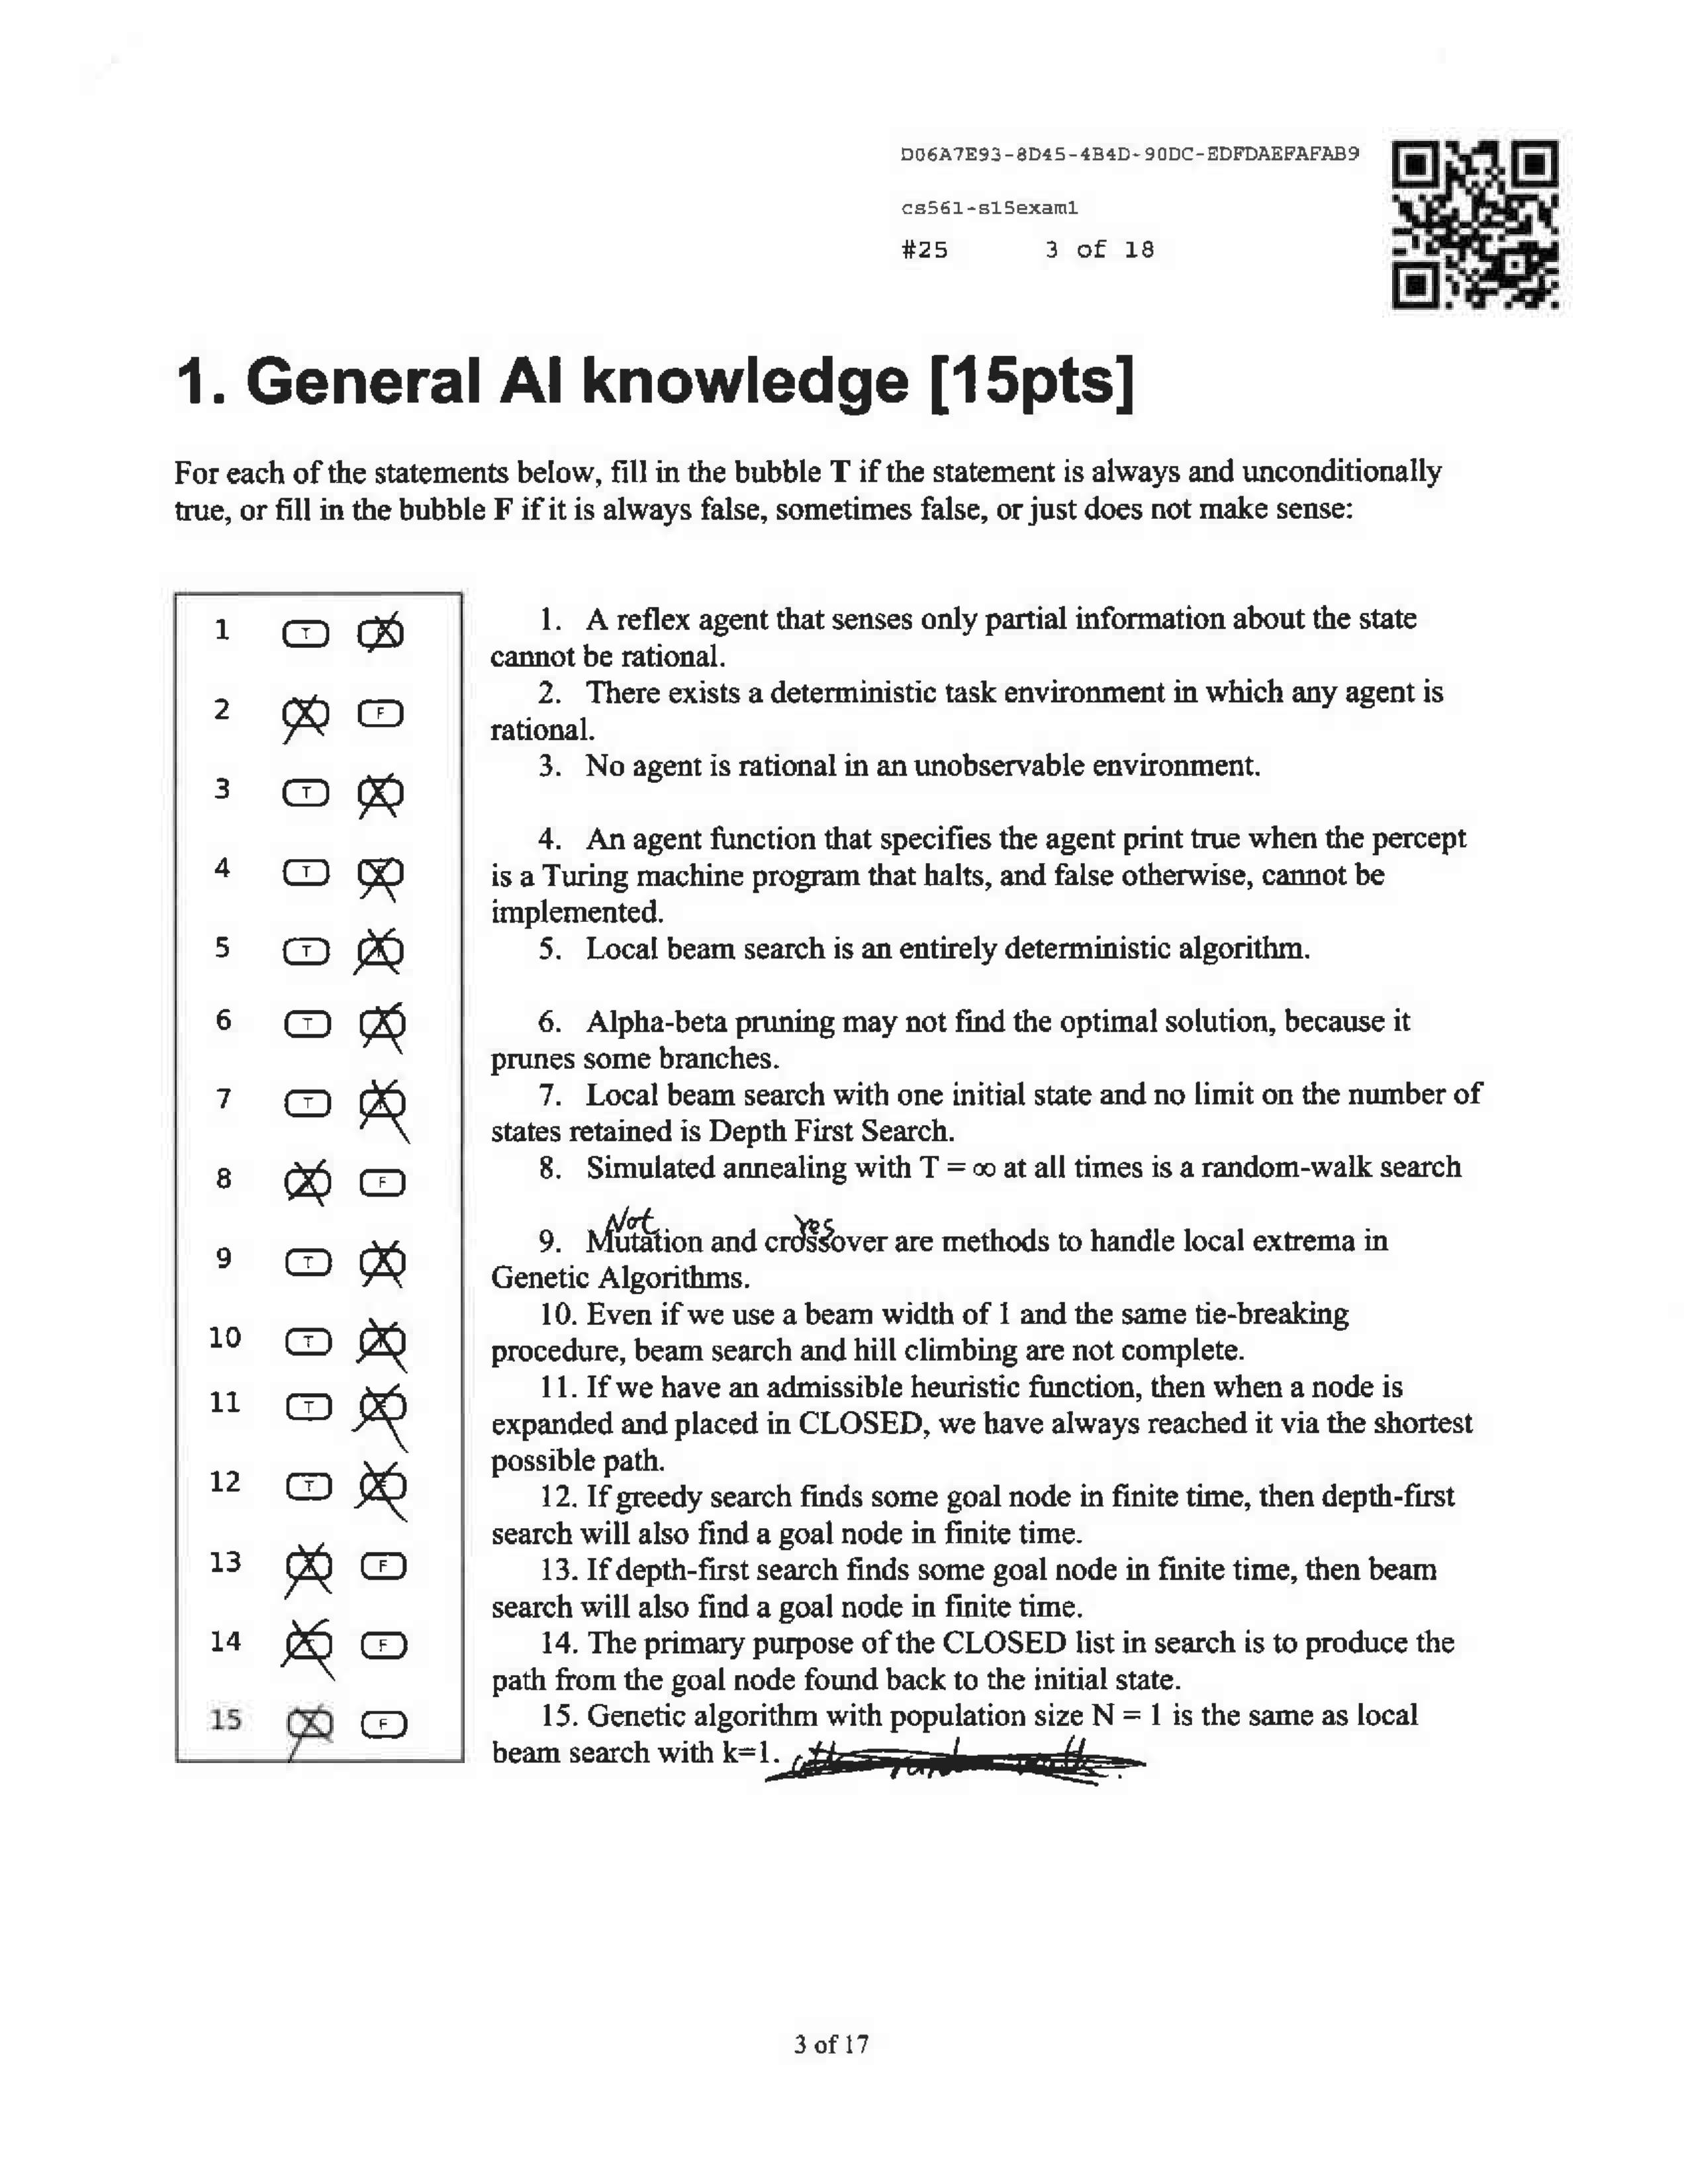 D06A7E93-8D45-4B4D-90DC-EDFDAEFAFAB9
cs561-s15exam1
#25 3 of 18
1. General AI knowledge [15pts]
For each of the statements below, fill in the bubble T if the statement is always and unconditionally
true, or fill in the bubble F if it is always false, sometimes false, or just does not make sense:
1 T
2 F
3 T
4 T
5 T
6 T
7 T
8 F
9 T
10 T
11 T
12 T
13 F
14 F
15 F
1. A reflex agent that senses only partial information about the state
cannot be rational.
2. There exists a deterministic task environment in which any agent is
rational.
3. No agent is rational in an unobservable environment.
4. An agent function that specifies the agent print true when the percept
is a Turing machine program that halts, and false otherwise, cannot be
implemented.
5. Local beam search is an entirely deterministic algorithm.
6. Alpha-beta pruning may not find the optimal solution, because it
prunes some branches.
7. Local beam search with one initial state and no limit on the number of
states retained is Depth First Search.
8. Simulated annealing with T = ∞ at all times is a random-walk search
Not Yes
9. Mutation and crossover are methods to handle local extrema in
Genetic Algorithms.
10. Even if we use a beam width of 1 and the same tie-breaking
procedure, beam search and hill climbing are not complete.
11. If we have an admissible heuristic function, then when a node is
expanded and placed in CLOSED, we have always reached it via the shortest
possible path.
12. If greedy search finds some goal node in finite time, then depth-first
search will also find a goal node in finite time.
13. If depth-first search finds some goal node in finite time, then beam
search will also find a goal node in finite time.
14. The primary purpose of the CLOSED list in search is to produce the
path from the goal node found back to the initial state.
15. Genetic algorithm with population size N = 1 is the same as local
beam search with k=1.
3 of 17